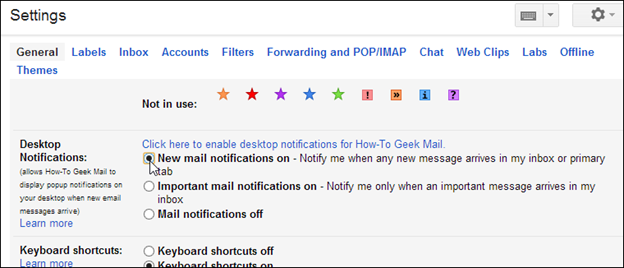 Settings
General Labels Inbox Accounts Filters Forwarding and POP/IMAP Chat Web Clips Labs Offline
Themes
Not in use:
Desktop Notifications:
(allows How-To Geek Mail to display popup notifications on your desktop when new email messages arrive)
Learn more
Click here to enable desktop notifications for How-To Geek Mail.
New mail notifications on - Notify me when any new message arrives in my inbox or primary
tab
Important mail notifications on - Notify me only when an important message arrives in my
inbox
Mail notifications off
Keyboard shortcuts:
Learn more
Keyboard shortcuts off
Keyboard shortcuts on